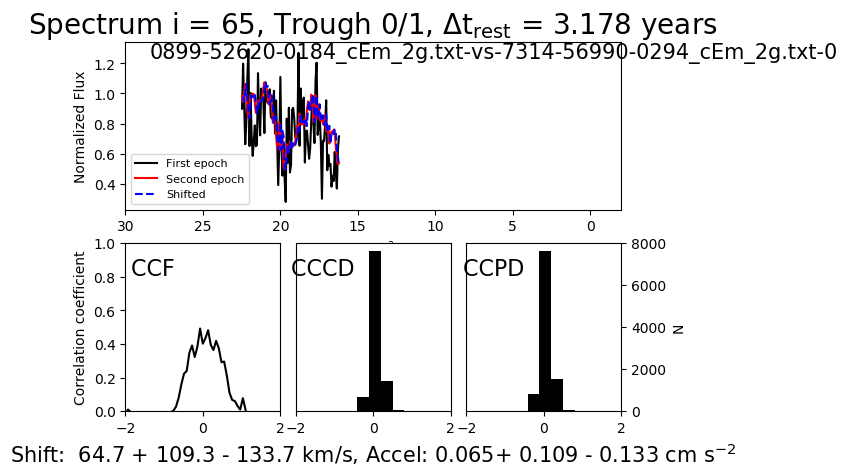 Spectrum i = 65, Trough 0/1, Δt_rest = 3.178 years
0899-52620-0184_cEm_2g.txt-vs-7314-56990-0294_cEm_2g.txt-0
Normalized Flux
1.2
1.0
0.8
0.6
0.4
First epoch
Second epoch
Shifted
30 25 20 15 10 5 0
Correlation coefficient
1.0
0.8
0.6
0.4
0.2
0.0
CCF
CCCD
CCPD
8000
6000
4000
2000
0
N
−2 0 2
−2 0 2
−2 0 2
Shift:  64.7 + 109.3 - 133.7 km/s, Accel: 0.065+ 0.109 - 0.133 cm s⁻²